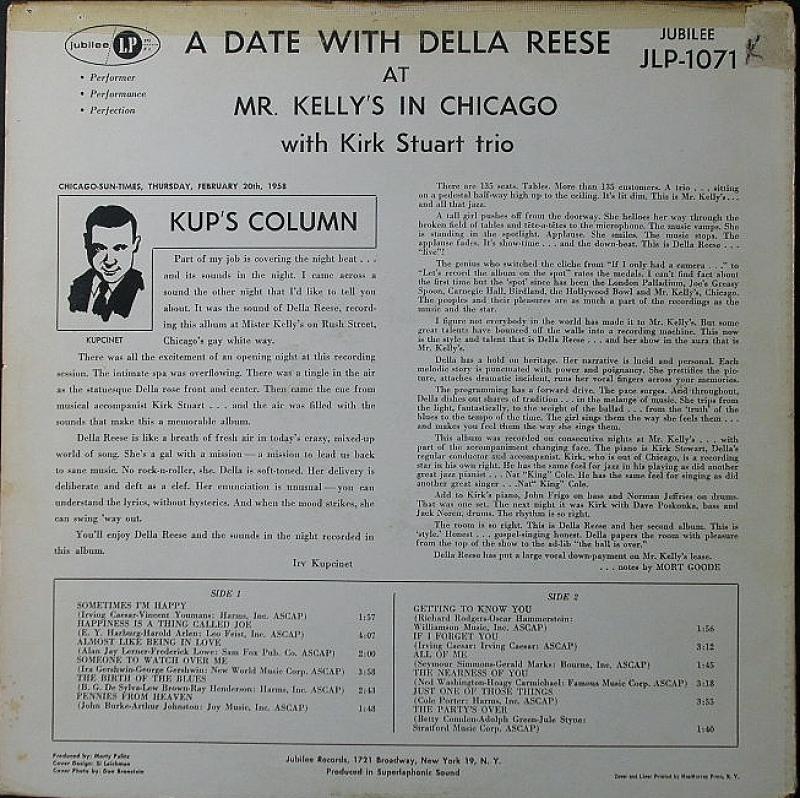 jubilee LP
• Performer
• Performance
• Perfection
A DATE WITH DELLA REESE
AT
MR. KELLY'S IN CHICAGO
with Kirk Stuart trio
JUBILEE
JLP-1071
CHICAGO-SUN-TIMES, THURSDAY, FEBRUARY 20th, 1958
KUP'S COLUMN
KUPCINET
Part of my job is covering the night beat . . .
and its sounds in the night. I came across a
sound the other night that I'd like to tell you
about. It was the sound of Della Reese, record-
ing this album at Mister Kelly's on Rush Street,
Chicago's gay white way.
There was all the excitement of an opening night at this recording
session. The intimate spa was overflowing. There was a tingle in the air
as the statuesque Della rose front and center. Then came the cue from
musical accompanist Kirk Stuart . . . and the air was filled with the
sounds that make this a memorable album.
Della Reese is like a breath of fresh air in today's crazy, mixed-up
world of song. She's a gal with a mission — a mission to lead us back
to sane music. No rock-n-roller, she. Della is soft-toned. Her delivery is
deliberate and deft as a clef. Her enunciation is unusual — you can
understand the lyrics, without hysterics. And when the mood strikes, she
can swing 'way out.
You'll enjoy Della Reese and the sounds in the night recorded in
this album.
Irv Kupcinet
There are 135 seats. Tables. More than 135 customers. A trio . . . sitting
on a pedestal half-way high up to the ceiling. It's lit dim. This is Mr. Kelly's . . .
and all that jazz.
A tall girl pushes off from the doorway. She helloes her way through the
broken field of tables and tête-a-têtes to the microphone. The music vamps. She
is standing in the spotlight. Applause. She smiles. The music stops. The
applause fades. It's show-time . . . and the down-beat. This is Della Reese . . .
"live"!
The genius who switched the cliche from "If I only had a camera . . ." to
"Let's record the album on the spot" rates the medals. I can't find fact about
the first time but the 'spot' since has been the London Palladium, Joe's Greasy
Spoon, Carnegie Hall, Birdland, the Hollywood Bowl and Mr. Kelly's, Chicago.
The peoples and their pleasures are as much a part of the recordings as the
music and the star.
I figure not everybody in the world has made it to Mr. Kelly's. But some
great talents have bounced off the walls into a recording machine. This now
is the style and talent that is Della Reese . . . and her show in the aura that is
Mr. Kelly's.
Della has a hold on heritage. Her narrative is lucid and personal. Each
melodic story is punctuated with power and poignancy. She prettifies the pic-
ture, attaches dramatic incident, runs her vocal fingers across your memories.
The programming has a forward drive. The pace surges. And throughout,
Della dishes out shares of tradition . . . in the melange of music. She trips from
the light, fantastically, to the weight of the ballad . . . from the 'truth' of the
blues to the tempo of the time. The girl sings them the way she feels them . . .
and makes you feel them the way she sings them.
This album was recorded on consecutive nights at Mr. Kelly's . . . with
part of the accompaniment changing face. The piano is Kirk Stewart, Della's
regular conductor and accompanist. Kirk, who is out of Chicago, is a recording
star in his own right. He has the same feel for jazz in his playing as did another
great jazz pianist . . . Nat "King" Cole. He has the same feel for singing as did
another great singer . . . Nat "King" Cole.
Add to Kirk's piano, John Frigo on bass and Norman Jeffries on drums.
That was one set. The next night it was Kirk with Dave Poskonka, bass and
Jack Noren, drums. The rhythm is so right.
The room is so right. This is Della Reese and her second album. This is
'style.' Honest . . . gospel-singing honest. Della papers the room with pleasure
from the top of the show to the ad-lib "the ball is over."
Della Reese has put a large vocal down-payment on Mr. Kelly's lease.
. . . notes by MORT GOODE
SIDE 1
SOMETIMES I'M HAPPY
(Irving Caesar-Vincent Youmans: Harms, Inc. ASCAP) 1:57
HAPPINESS IS A THING CALLED JOE
(E. Y. Harburg-Harold Arlen: Leo Feist, Inc. ASCAP) 4:07
ALMOST LIKE BEING IN LOVE
(Alan Jay Lerner-Frederick Lowe: Sam Fox Pub. Co. ASCAP) 2:00
SOMEONE TO WATCH OVER ME
(Ira Gershwin-George Gershwin: New World Music Corp. ASCAP) 3:58
THE BIRTH OF THE BLUES
(B. G. De Sylva-Lew Brown-Ray Henderson: Harms, Inc. ASCAP) 2:43
PENNIES FROM HEAVEN
(John Burke-Arthur Johnston: Joy Music, Inc. ASCAP) 1:48
SIDE 2
GETTING TO KNOW YOU
(Richard Rodgers-Oscar Hammerstein:
Williamson Music, Inc. ASCAP) 1:56
IF I FORGET YOU
(Irving Caesar: Irving Caesar: ASCAP) 3:12
ALL OF ME
(Seymour Simmons-Gerald Marks: Bourne, Inc. ASCAP) 1:45
THE NEARNESS OF YOU
(Ned Washington-Hoagy Carmichael: Famous Music Corp. ASCAP) 3:18
JUST ONE OF THOSE THINGS
(Cole Porter: Harms, Inc. ASCAP) 3:55
THE PARTY'S OVER
(Betty Comden-Adolph Green-Jule Styne:
Stratford Music Corp. ASCAP) 1:40
Produced by: Morty Palitz
Cover Design: Si Leichman
Cover Photo by: Don Bronstein
Jubilee Records, 1721 Broadway, New York 19, N. Y.
Produced in Superlaphonic Sound
Cover and Liner Printed by MacMurray Press, N. Y.